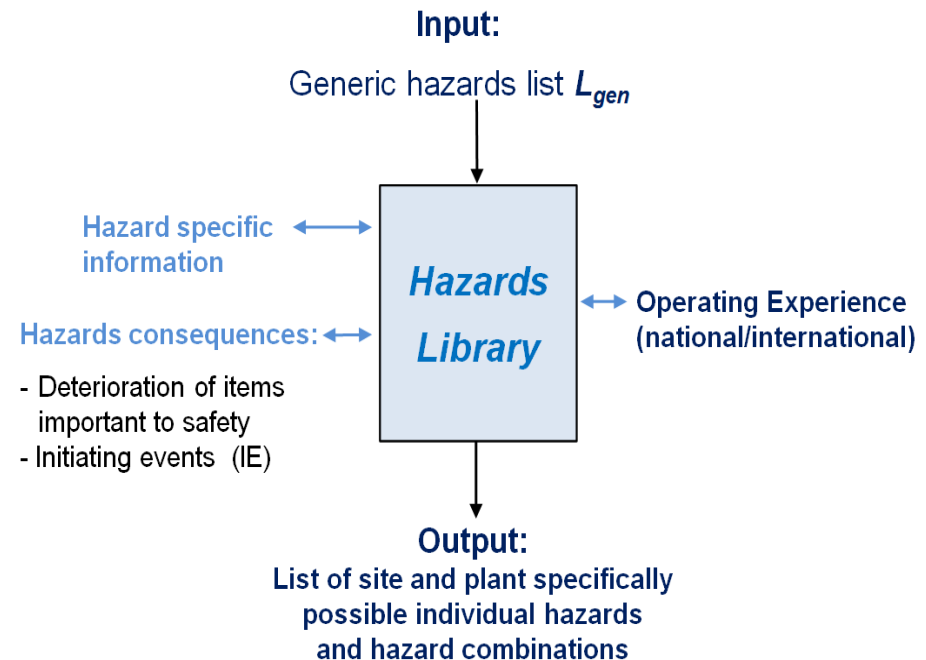 Input:
Generic hazards list Lgen
Hazard specific
information
Hazards consequences:
- Deterioration of items
important to safety
- Initiating events (IE)
Hazards
Library
Operating Experience
(national/international)
Output:
List of site and plant specifically
possible individual hazards
and hazard combinations